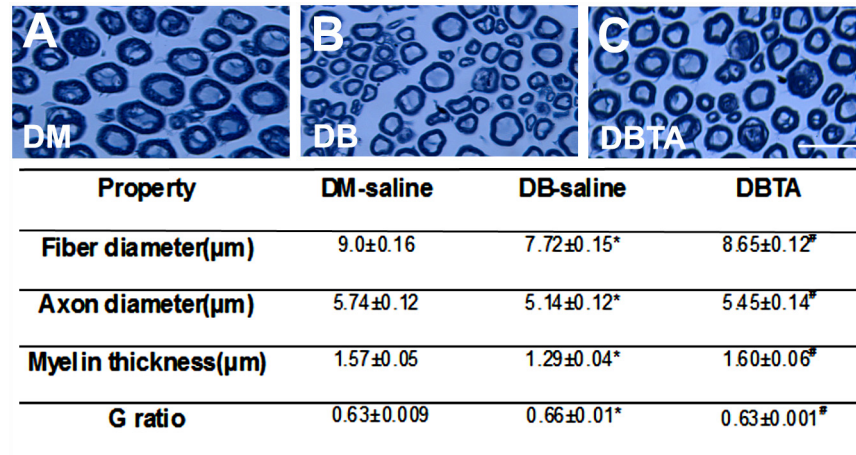 A B C
DM DB DBTA
Property DM-saline DB-saline DBTA
Fiber diameter(µm) 9.0±0.16 7.72±0.15* 8.65±0.12#
Axon diameter(µm) 5.74±0.12 5.14±0.12* 5.45±0.14#
Myelin thickness(µm) 1.57±0.05 1.29±0.04* 1.60±0.06#
G ratio 0.63±0.009 0.66±0.01* 0.63±0.001#